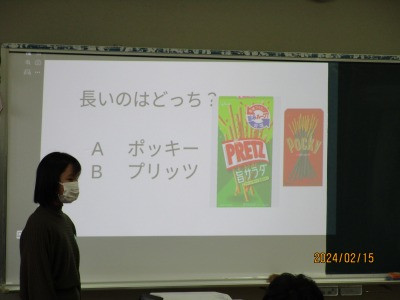 長いのはどっち？
A ポッキー
B プリッツ
PRETZ
旨サラダ
POCKY
2024/02/15